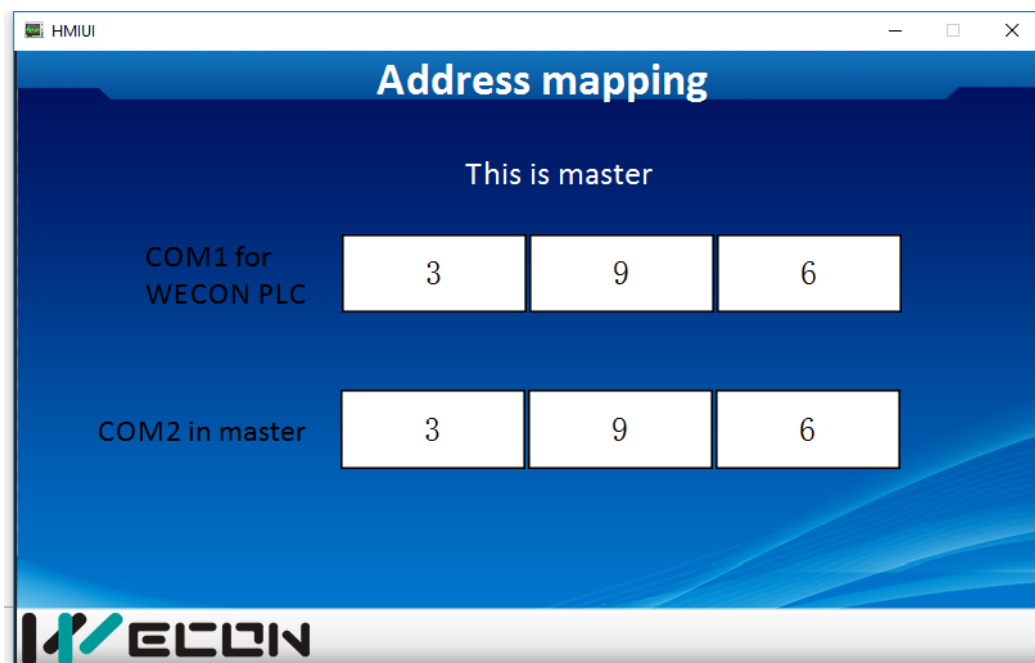 HMIUI
Address mapping
This is master
COM1 for
WECON PLC
3 9 6
COM2 in master
3 9 6
WECON